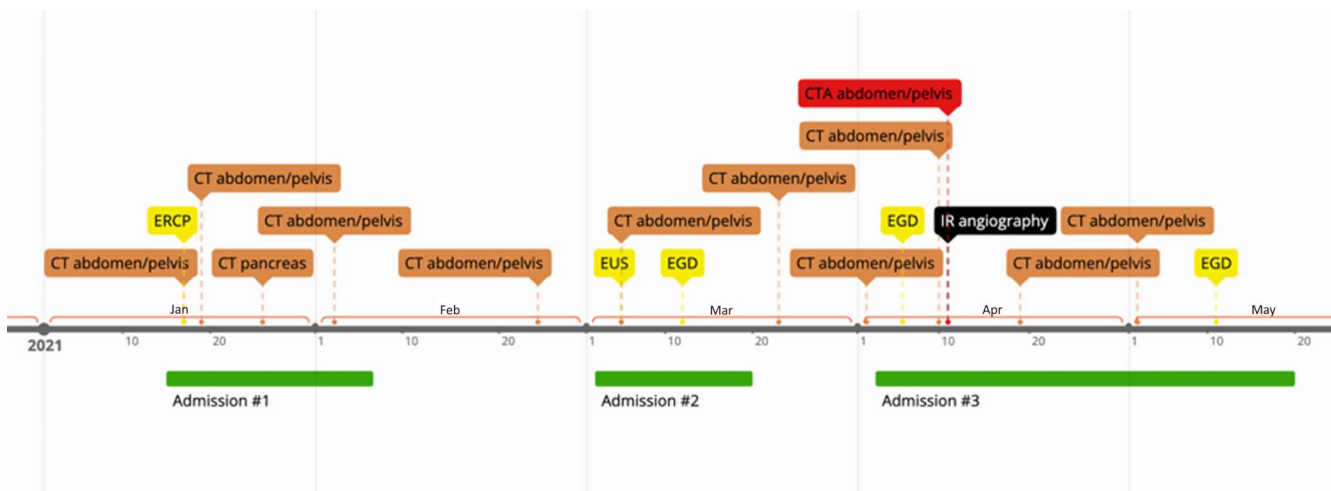 CTA abdomen/pelvis
CT abdomen/pelvis
CT abdomen/pelvis
CT abdomen/pelvis
ERCP
CT abdomen/pelvis
CT abdomen/pelvis
EGD
IR angiography
CT abdomen/pelvis
CT abdomen/pelvis
CT pancreas
CT abdomen/pelvis
EUS
EGD
CT abdomen/pelvis
CT abdomen/pelvis
EGD
Jan
Feb
Mar
Apr
May
2021
10
20
1
10
20
1
10
20
1
10
20
1
10
20
Admission #1
Admission #2
Admission #3